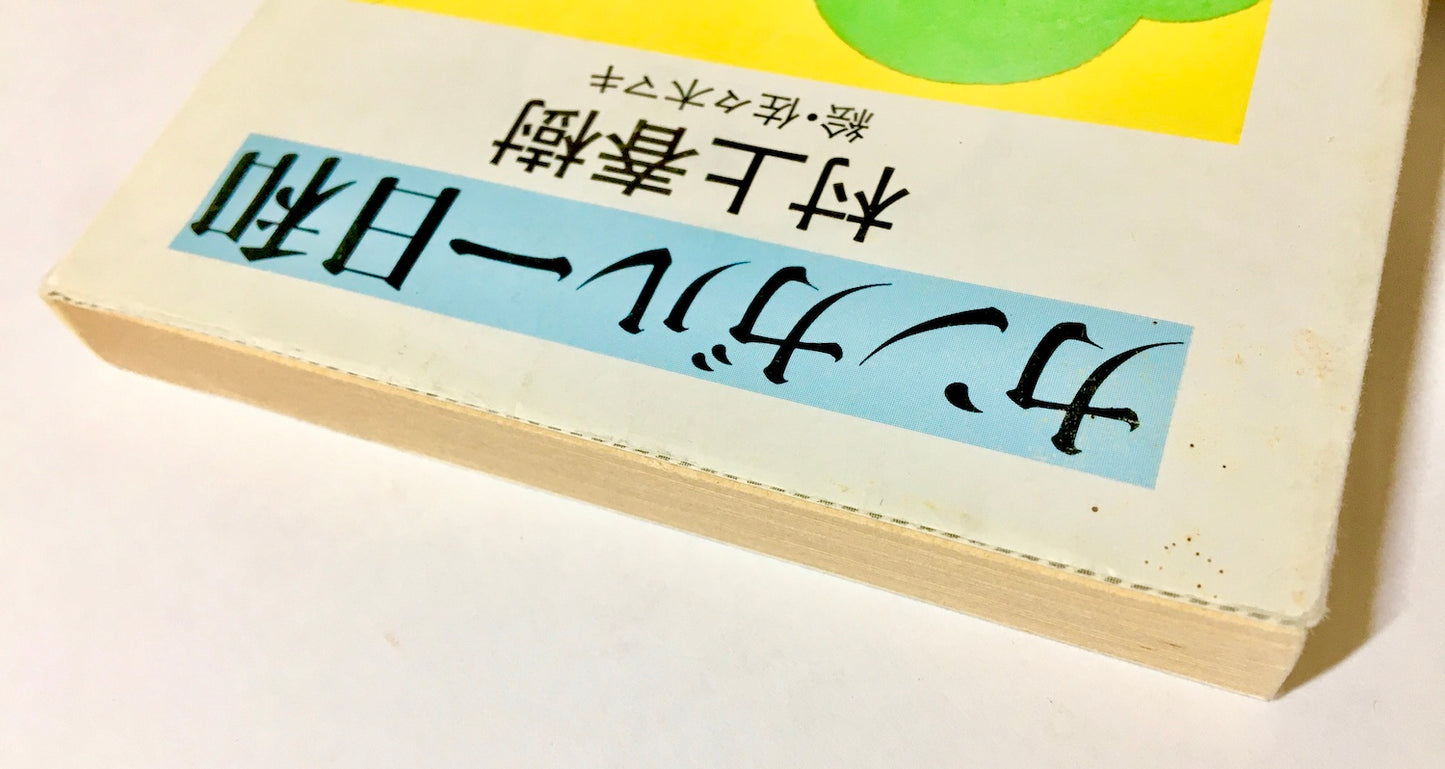 カンガルー日和
村上春樹
絵・佐々木マキ